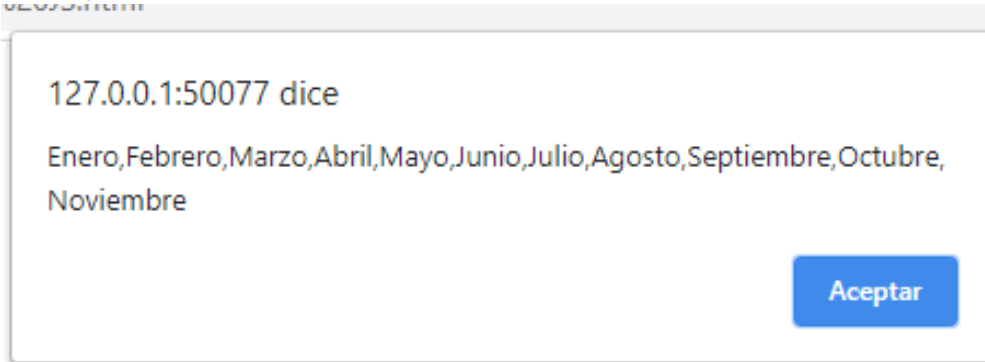 127.0.0.1:50077 dice
Enero,Febrero,Marzo,Abril,Mayo,Junio,Julio,Agosto,Septiembre,Octubre,
Noviembre
Aceptar